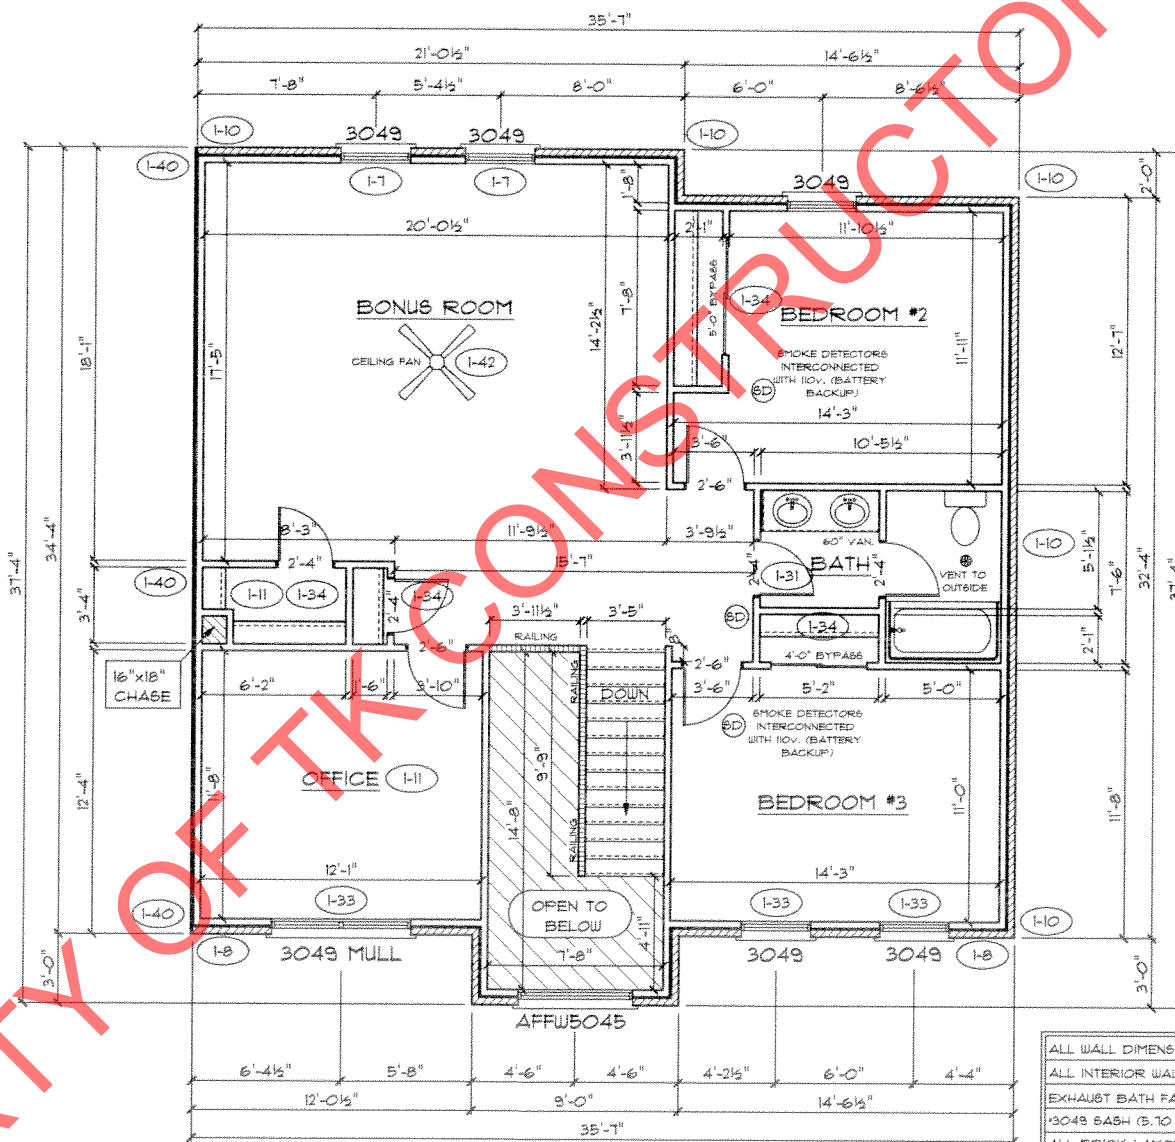 35'-7"
21'-0½"
14'-6½"
7'-8"
5'-4½"
8'-0"
6'-0"
8'-6½"
1-10
3049
3049
1-10
1-40
1-7
1-7
3049
1-10
2'-0"
1'-8"
20'-0½"
2'-1"
11'-10½"
BONUS ROOM
CEILING FAN
1-42
5'-0" BYPASS
1-34
BEDROOM #2
SMOKE DETECTORS
INTERCONNECTED
WITH 110v. (BATTERY
BACKUP)
SD
7'-8"
14'-2½"
17'-5"
18'-1"
11'-11"
12'-7"
14'-3"
3'-6"
10'-5½"
3'-11½"
2'-6"
8'-3"
11'-9½"
3'-9½"
60" VAN.
BATH
1-31
2'-4"
2'-4"
VENT TO
OUTSIDE
1-10
5'-1½"
7'-6"
32'-4"
37'-4"
34'-4"
37'-4"
2'-4"
15'-7"
1-40
1-11
1-34
1-34
2'-4"
3'-4"
3'-11½"
3'-5"
SD
1-34
4'-0" BYPASS
2'-1"
RAILING
8"
2'-6"
2'-6"
16"x18"
CHASE
6'-2"
1'-6"
3'-10"
RAILING
DOWN
3'-6"
5'-2"
5'-0"
SMOKE DETECTORS
INTERCONNECTED
WITH 110v. (BATTERY
BACKUP)
SD
OFFICE
1-11
9'-9"
14'-8"
RAILING
BEDROOM #3
11'-8"
12'-4"
11'-0"
11'-8"
12'-1"
14'-3"
1-40
1-33
OPEN TO
BELOW
1-33
1-33
1-10
4'-11"
1-8
3049 MULL
7'-8"
3049
3049
1-8
3'-0"
3'-0"
AFFW5045
6'-4½"
5'-8"
4'-6"
4'-6"
4'-2½"
6'-0"
4'-4"
12'-0½"
9'-0"
14'-6½"
35'-7"
ALL WALL DIMENS
ALL INTERIOR WAL
EXHAUST BATH FA
*3049 SASH (5.70
RTY OF TK CONSTRUCTOR